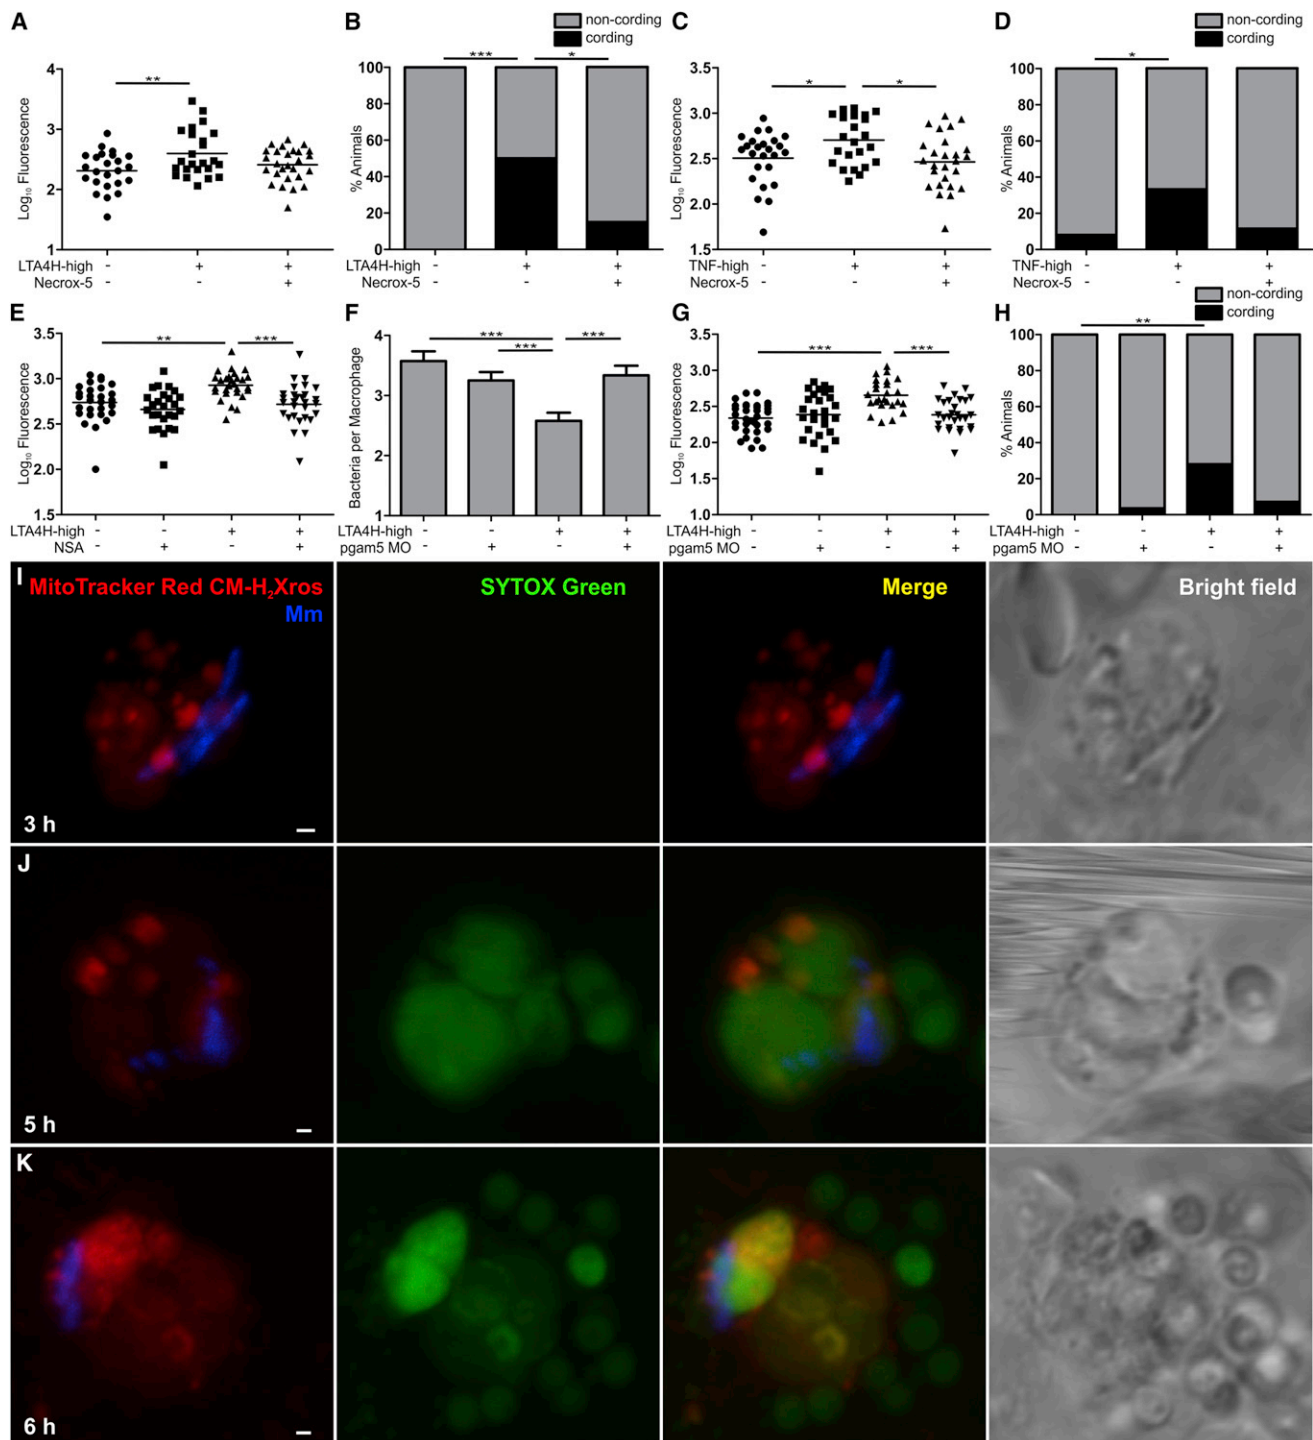 A
Log₁₀ Fluorescence
4
3
2
1
**
LTA4H-high - + +
Necrox-5 - - +
B
non-cording
cording
% Animals
100
80
60
40
20
0
*** *
LTA4H-high - + +
Necrox-5 - - +
C
Log₁₀ Fluorescence
3.5
3.0
2.5
2.0
1.5
* *
TNF-high - + +
Necrox-5 - - +
D
non-cording
cording
% Animals
100
80
60
40
20
0
*
TNF-high - + +
Necrox-5 - - +
E
Log₁₀ Fluorescence
3.5
3.0
2.5
2.0
1.5
** ***
LTA4H-high - - + +
NSA - + - +
F
Bacteria per Macrophage
4
3
2
1
*** ***
***
LTA4H-high - - + +
pgam5 MO - + - +
G
Log₁₀ Fluorescence
3.5
3.0
2.5
2.0
1.5
1.0
*** ***
LTA4H-high - - + +
pgam5 MO - + - +
H
non-cording
cording
% Animals
100
80
60
40
20
0
**
LTA4H-high - - + +
pgam5 MO - + - +
I
MitoTracker Red CM-H₂Xros
Mm
SYTOX Green
Merge
Bright field
3 h
J
5 h
K
6 h